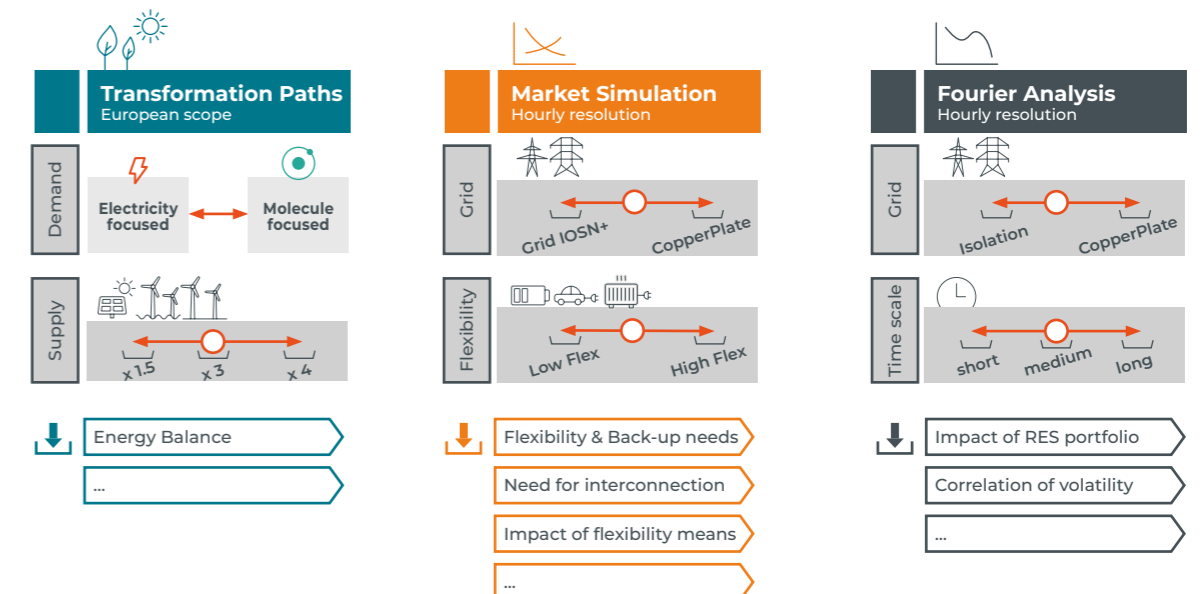 Transformation Paths
European scope
Demand
Electricity
focused
Molecule
focused
Supply
x 1.5
x 3
x 4
Energy Balance
...
Market Simulation
Hourly resolution
Grid
Grid IOSN+
CopperPlate
Flexibility
Low Flex
High Flex
Flexibility & Back-up needs
Need for interconnection
Impact of flexibility means
...
Fourier Analysis
Hourly resolution
Grid
Isolation
CopperPlate
Time scale
short
medium
long
Impact of RES portfolio
Correlation of volatility
...